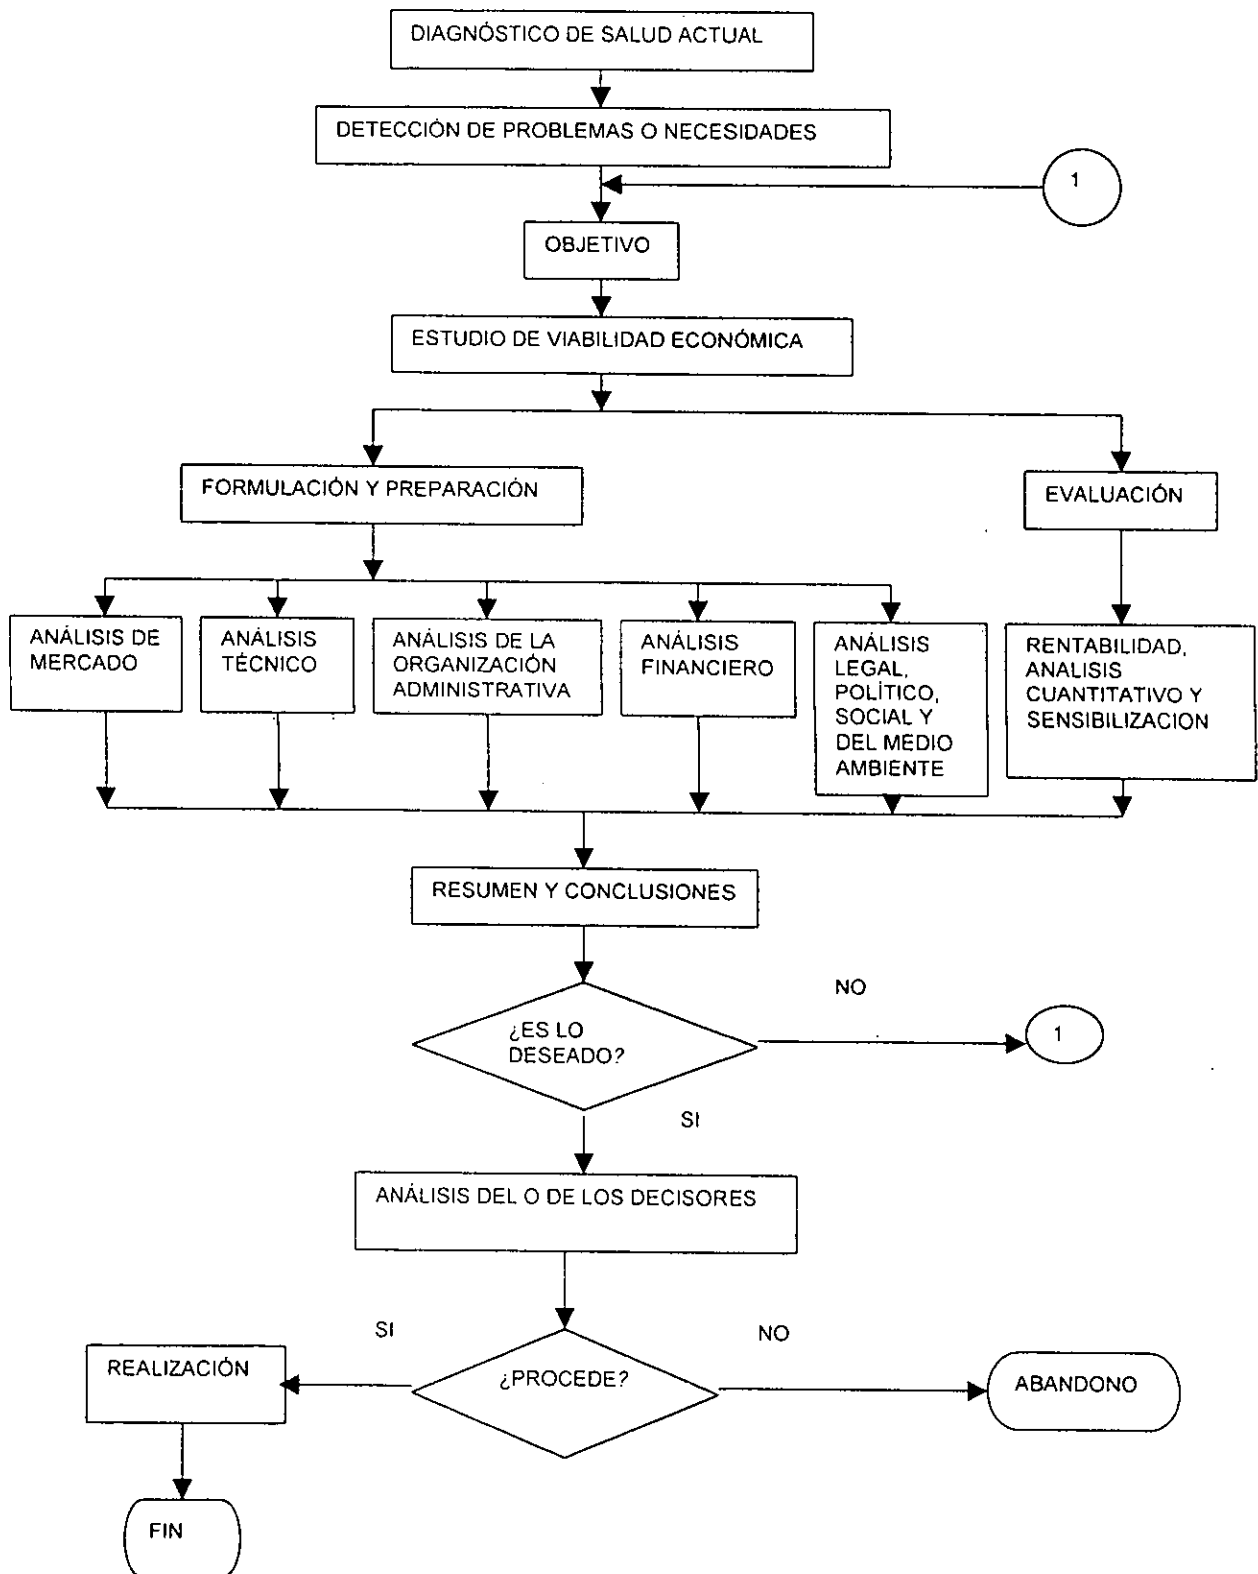 DIAGNÓSTICO DE SALUD ACTUAL
DETECCIÓN DE PROBLEMAS O NECESIDADES
1
OBJETIVO
ESTUDIO DE VIABILIDAD ECONÓMICA
FORMULACIÓN Y PREPARACIÓN
EVALUACIÓN
ANÁLISIS DE
MERCADO
ANÁLISIS
TÉCNICO
ANÁLISIS DE LA
ORGANIZACIÓN
ADMINISTRATIVA
ANÁLISIS
FINANCIERO
ANÁLISIS
LEGAL,
POLÍTICO,
SOCIAL Y
DEL MEDIO
AMBIENTE
RENTABILIDAD,
ANALISIS
CUANTITATIVO Y
SENSIBILIZACION
RESUMEN Y CONCLUSIONES
¿ES LO
DESEADO?
NO
1
SI
ANÁLISIS DEL O DE LOS DECISORES
¿PROCEDE?
SI
NO
REALIZACIÓN
ABANDONO
FIN